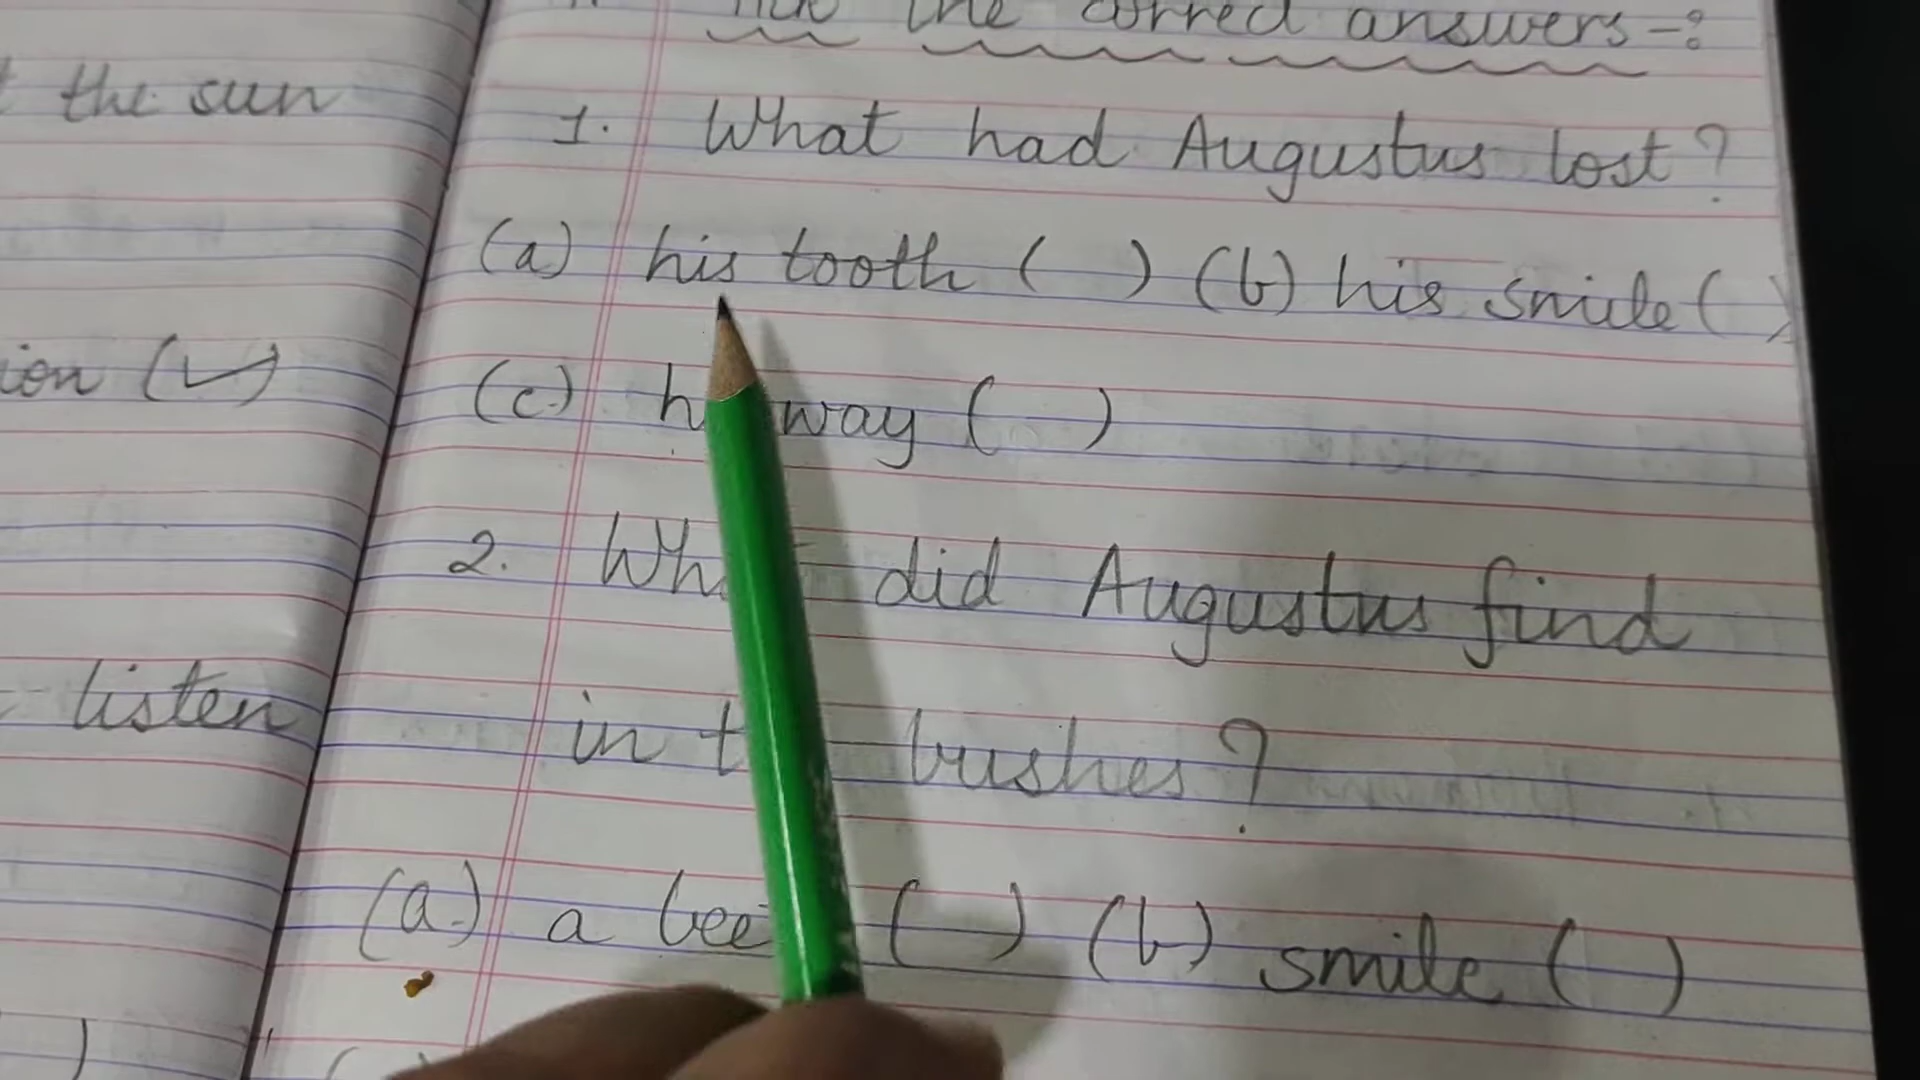 the sun
ion (✓)
listen
the correct answers-:
1. What had Augustus lost?
(a) his tooth ( ) (b) his smile ( )
(c) way ( )
2. did Augustus find
in bushes?
(a) a bee ( ) (b) smile ( )